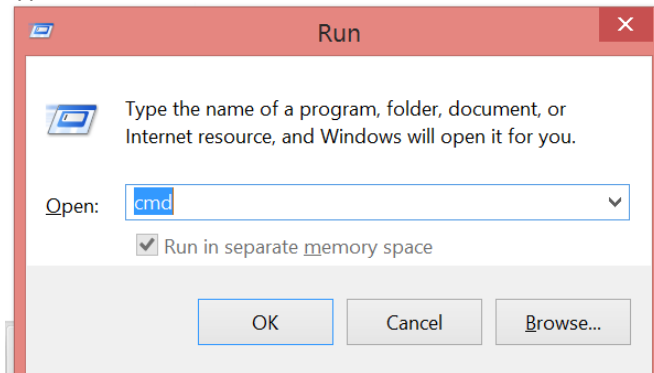 Run
Type the name of a program, folder, document, or
Internet resource, and Windows will open it for you.
Open: cmd
Run in separate memory space
OK Cancel Browse...